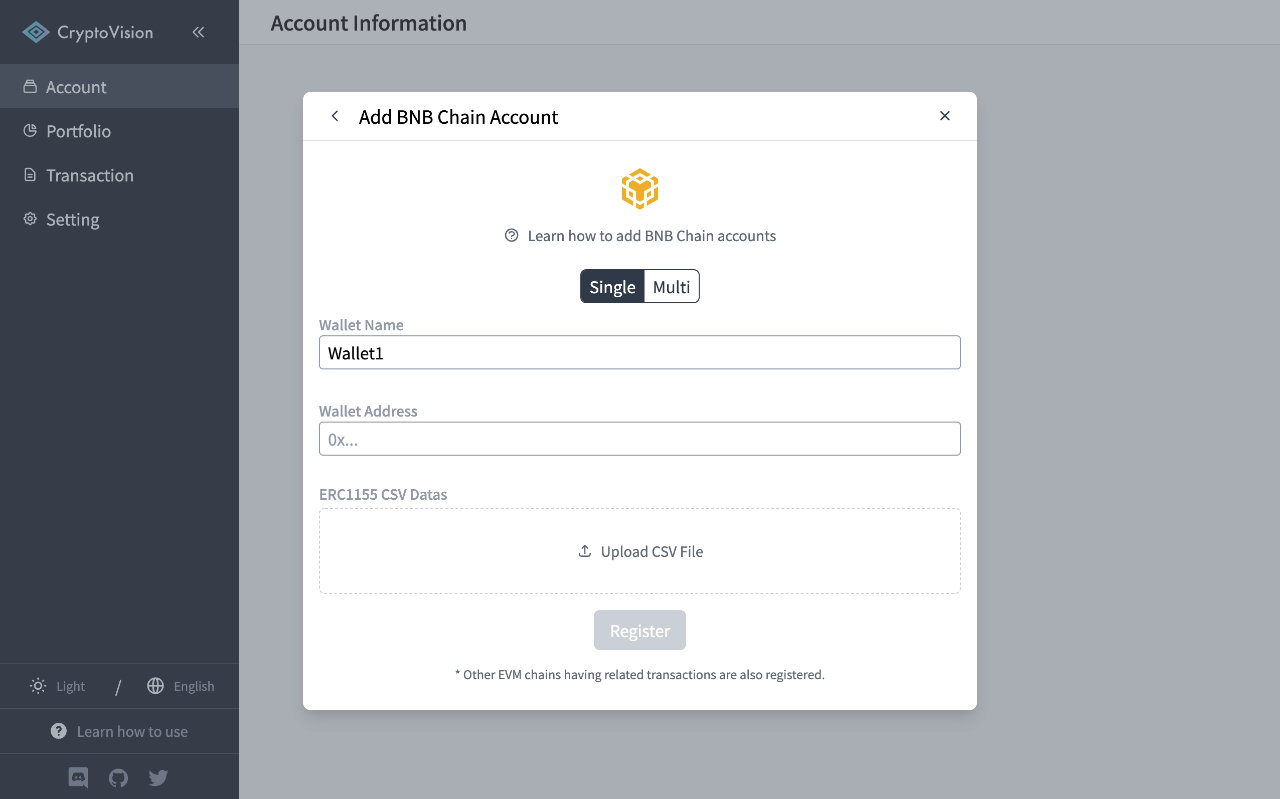 CryptoVision
Account
Portfolio
Transaction
Setting
Light / English
Learn how to use
Account Information
Add BNB Chain Account
Learn how to add BNB Chain accounts
Single Multi
Wallet Name
Wallet1
Wallet Address
0x...
ERC1155 CSV Datas
Upload CSV File
Register
* Other EVM chains having related transactions are also registered.